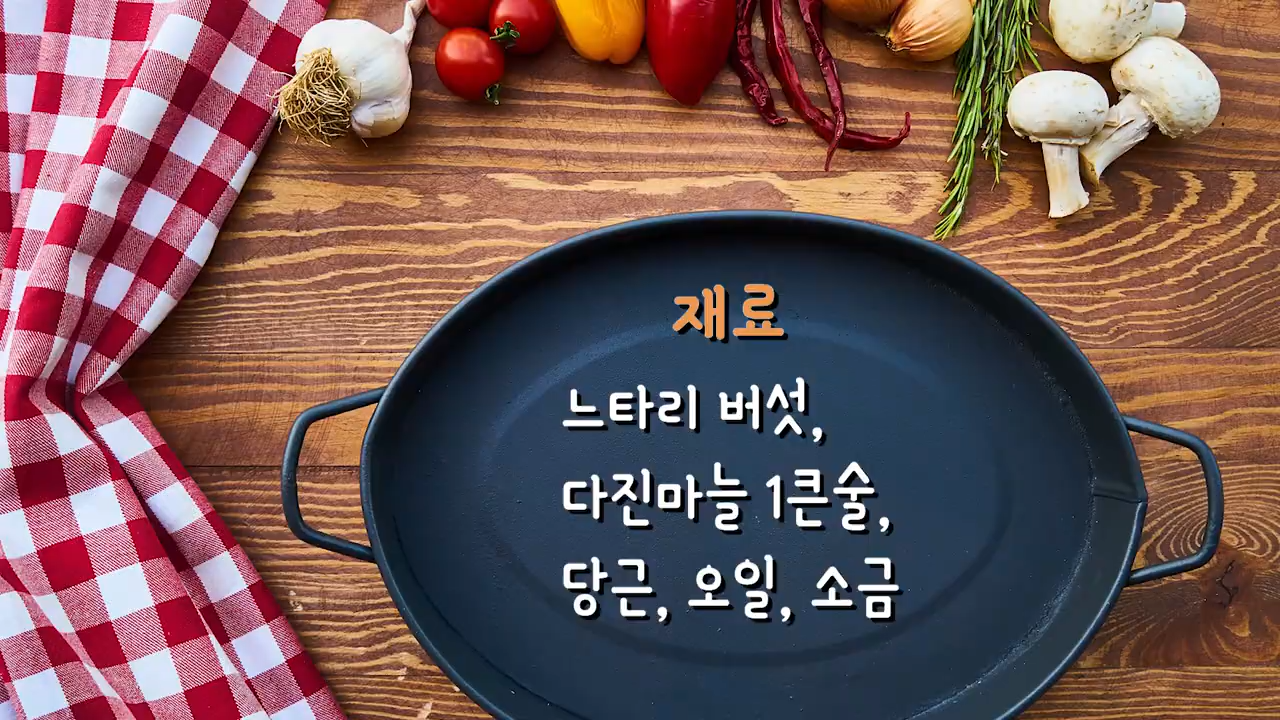 재료
느타리 버섯,
다진마늘 1큰술,
당근, 오일, 소금